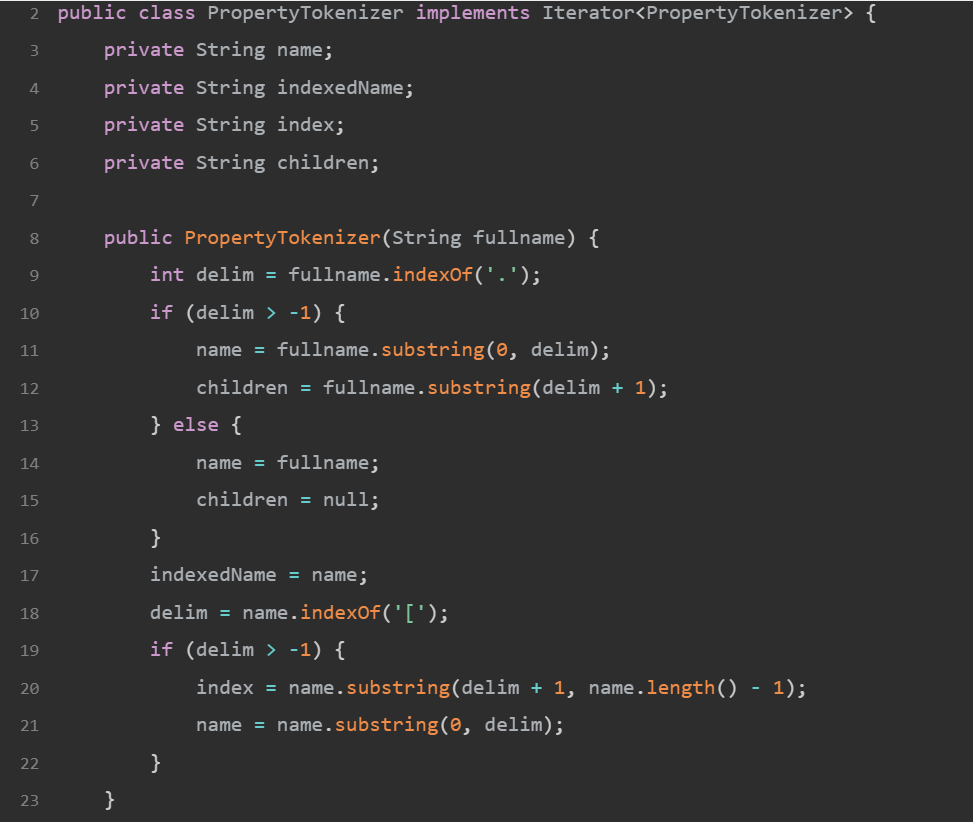 2 public class PropertyTokenizer implements Iterator<PropertyTokenizer> {
3     private String name;
4     private String indexedName;
5     private String index;
6     private String children;
7
8     public PropertyTokenizer(String fullname) {
9         int delim = fullname.indexOf('.');
10         if (delim > -1) {
11             name = fullname.substring(0, delim);
12             children = fullname.substring(delim + 1);
13         } else {
14             name = fullname;
15             children = null;
16         }
17         indexedName = name;
18         delim = name.indexOf('[');
19         if (delim > -1) {
20             index = name.substring(delim + 1, name.length() - 1);
21             name = name.substring(0, delim);
22         }
23     }